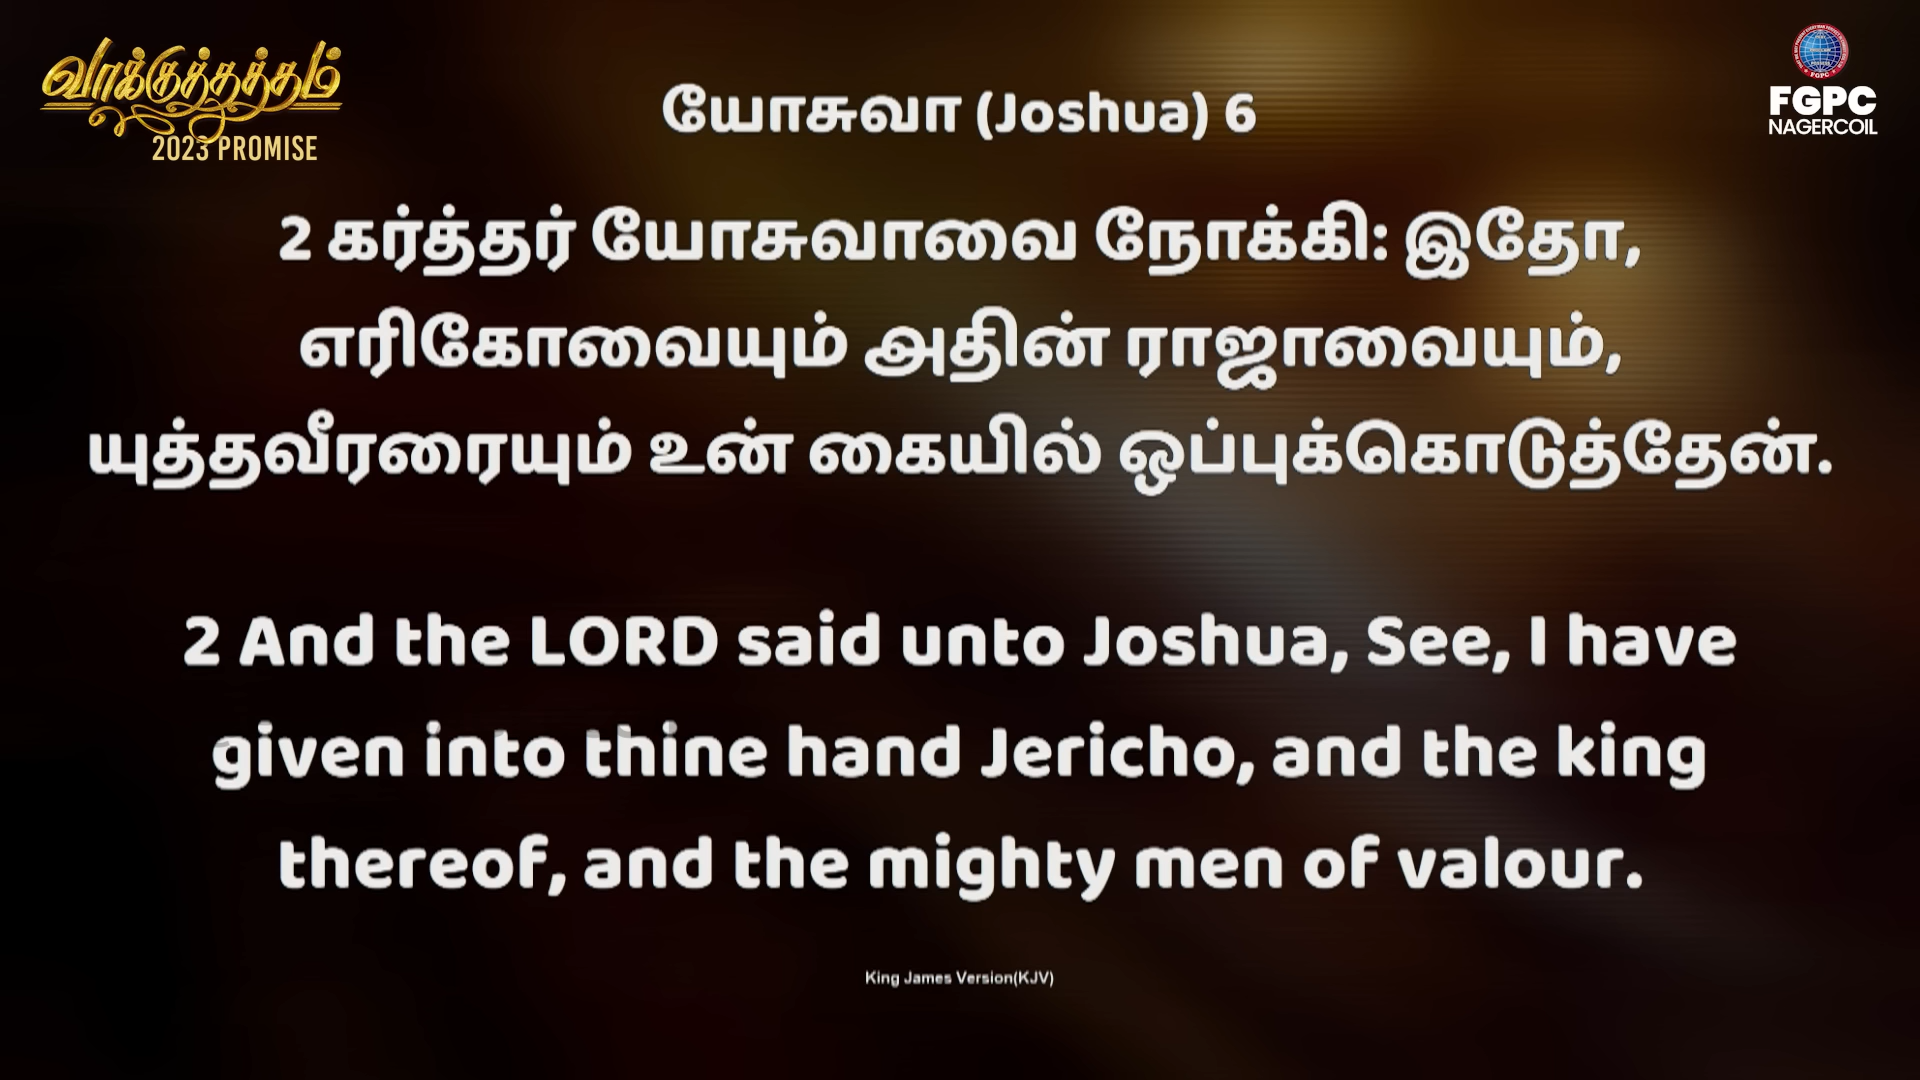 வாக்குத்தத்தம்
2023 PROMISE
FGPC
FGPC
NAGERCOIL
யோசுவா (Joshua) 6
2 கர்த்தர் யோசுவாவை நோக்கி: இதோ,
எரிகோவையும் அதின் ராஜாவையும்,
யுத்தவீரரையும் உன் கையில் ஒப்புக்கொடுத்தேன்.
2 And the LORD said unto Joshua, See, I have
given into thine hand Jericho, and the king
thereof, and the mighty men of valour.
King James Version(KJV)